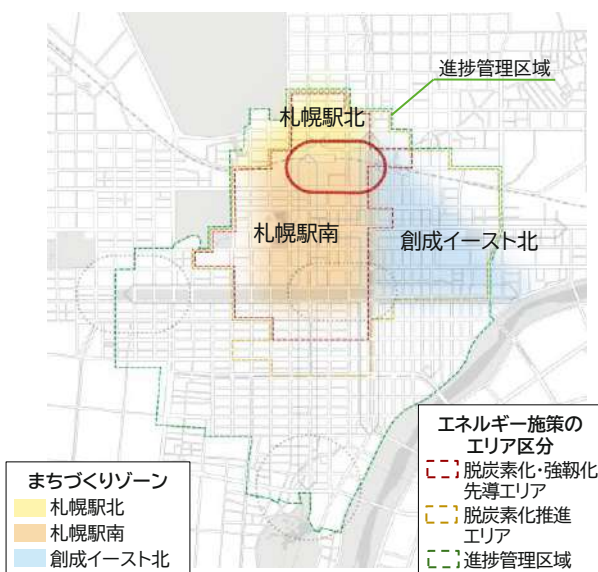 進捗管理区域
札幌駅北
札幌駅南
創成イースト北
まちづくりゾーン
札幌駅北
札幌駅南
創成イースト北
エネルギー施策の
エリア区分
脱炭素化・強靱化
先導エリア
脱炭素化推進
エリア
進捗管理区域